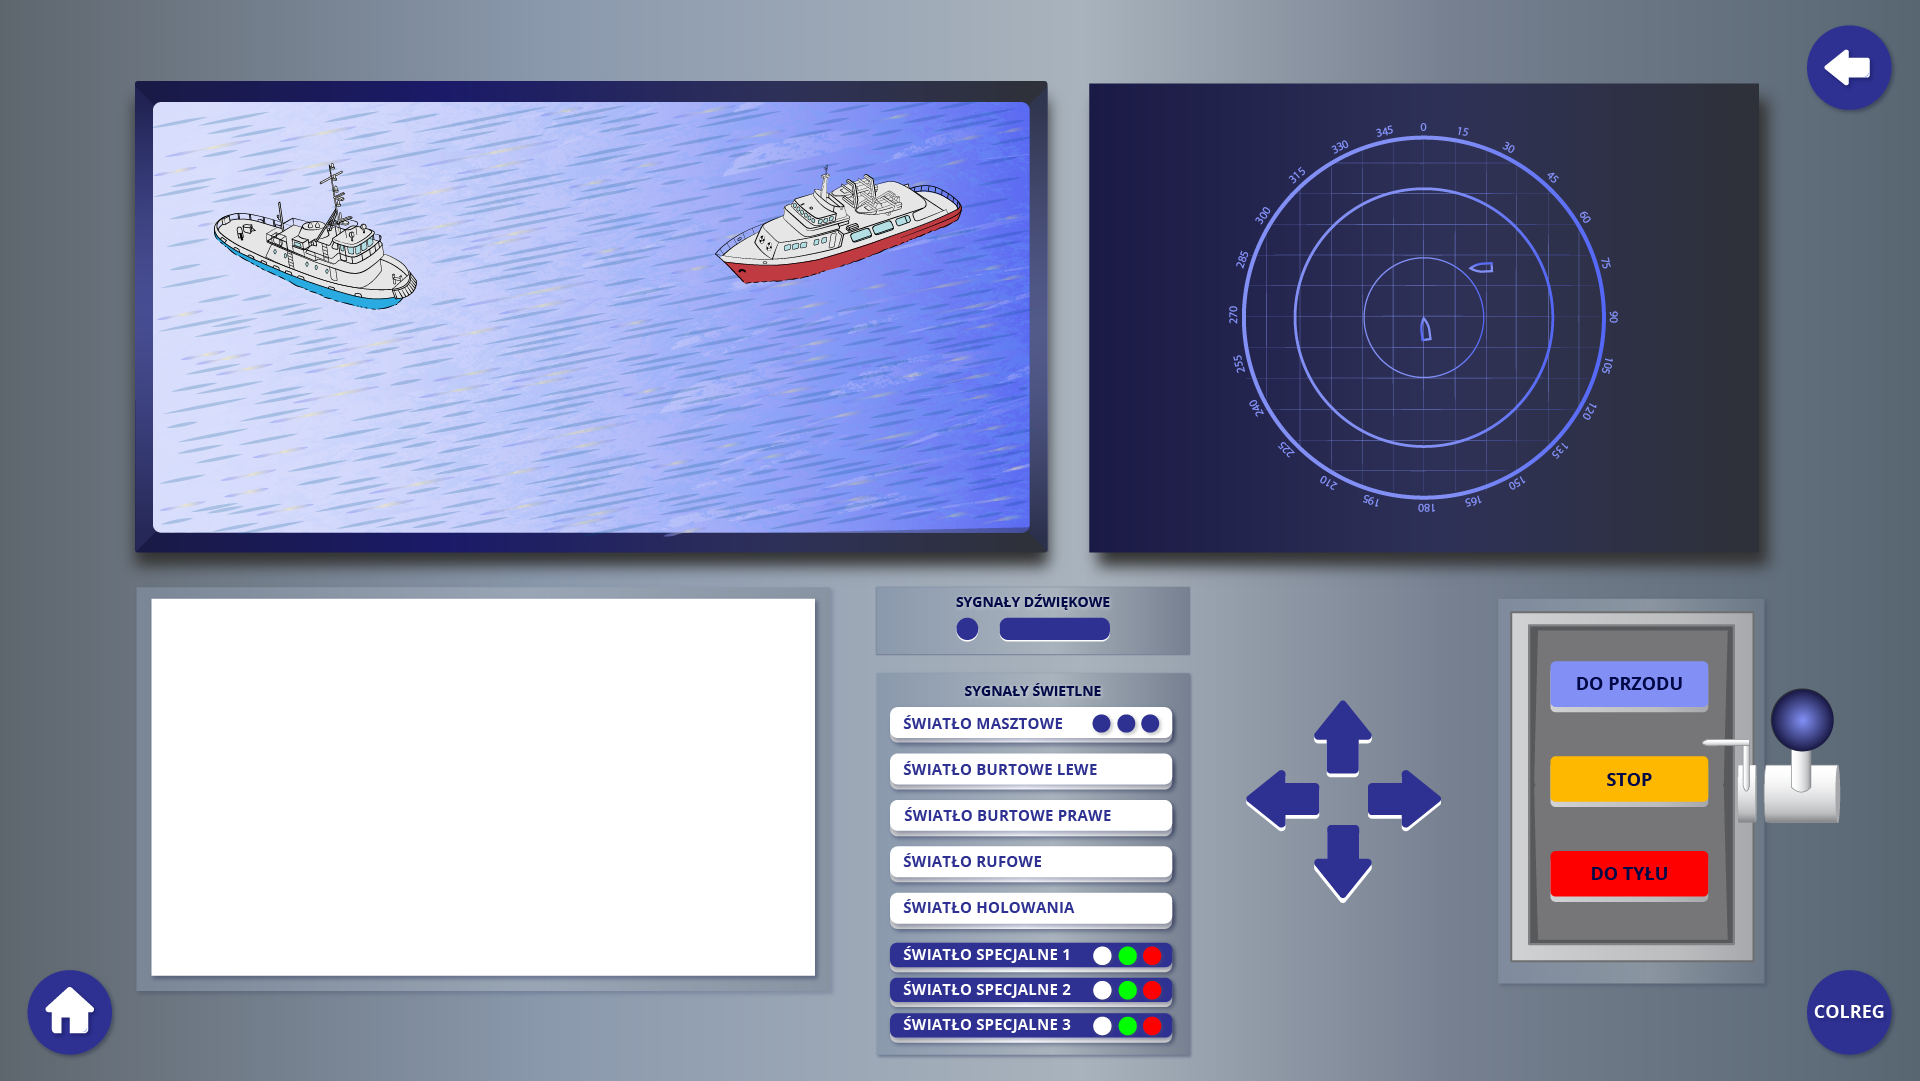 0
15
30
45
60
75
90
105
120
135
150
165
180
195
210
225
240
255
270
285
300
315
330
345
SYGNAŁY DŹWIĘKOWE
SYGNAŁY ŚWIETLNE
ŚWIATŁO MASZTOWE
ŚWIATŁO BURTOWE LEWE
ŚWIATŁO BURTOWE PRAWE
ŚWIATŁO RUFOWE
ŚWIATŁO HOLOWANIA
ŚWIATŁO SPECJALNE 1
ŚWIATŁO SPECJALNE 2
ŚWIATŁO SPECJALNE 3
DO PRZODU
STOP
DO TYŁU
COLREG